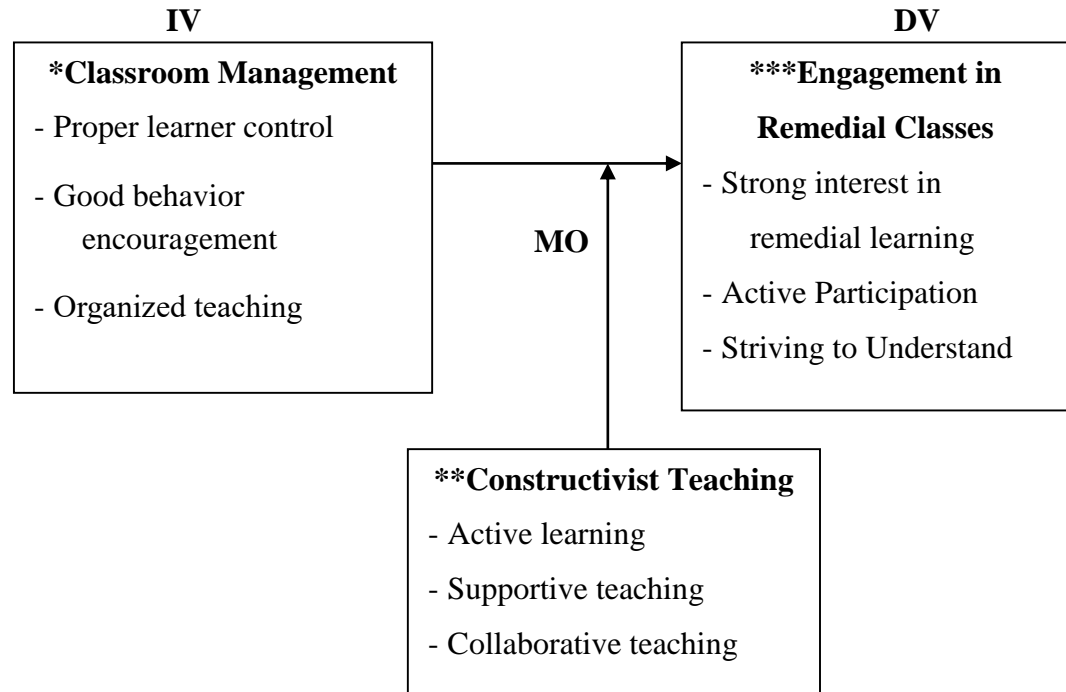 IV
*Classroom Management
- Proper learner control
- Good behavior
encouragement
- Organized teaching
DV
***Engagement in
Remedial Classes
- Strong interest in
remedial learning
- Active Participation
- Striving to Understand
MO
**Constructivist Teaching
- Active learning
- Supportive teaching
- Collaborative teaching